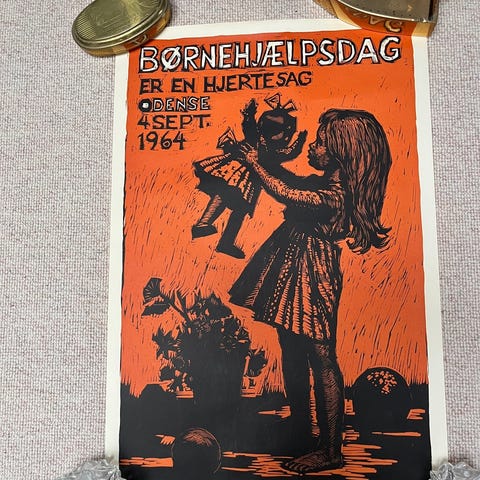 BØRNEHJÆLPSDAG
ER EN HJERTESAG
ODENSE
4 SEPT.
1964